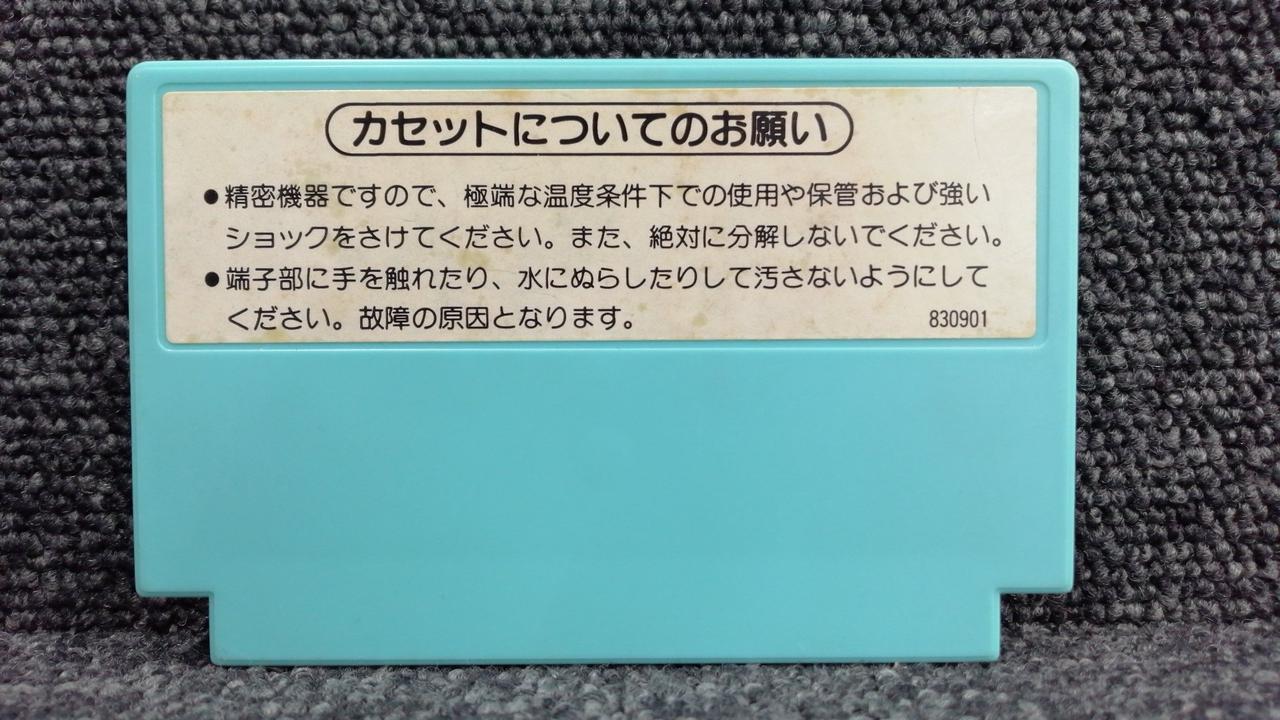 カセットについてのお願い
●精密機器ですので、極端な温度条件下での使用や保管および強い
ショックをさけてください。また、絶対に分解しないでください。
●端子部に手を触れたり、水にぬらしたりして汚さないようにして
ください。故障の原因となります。 830901